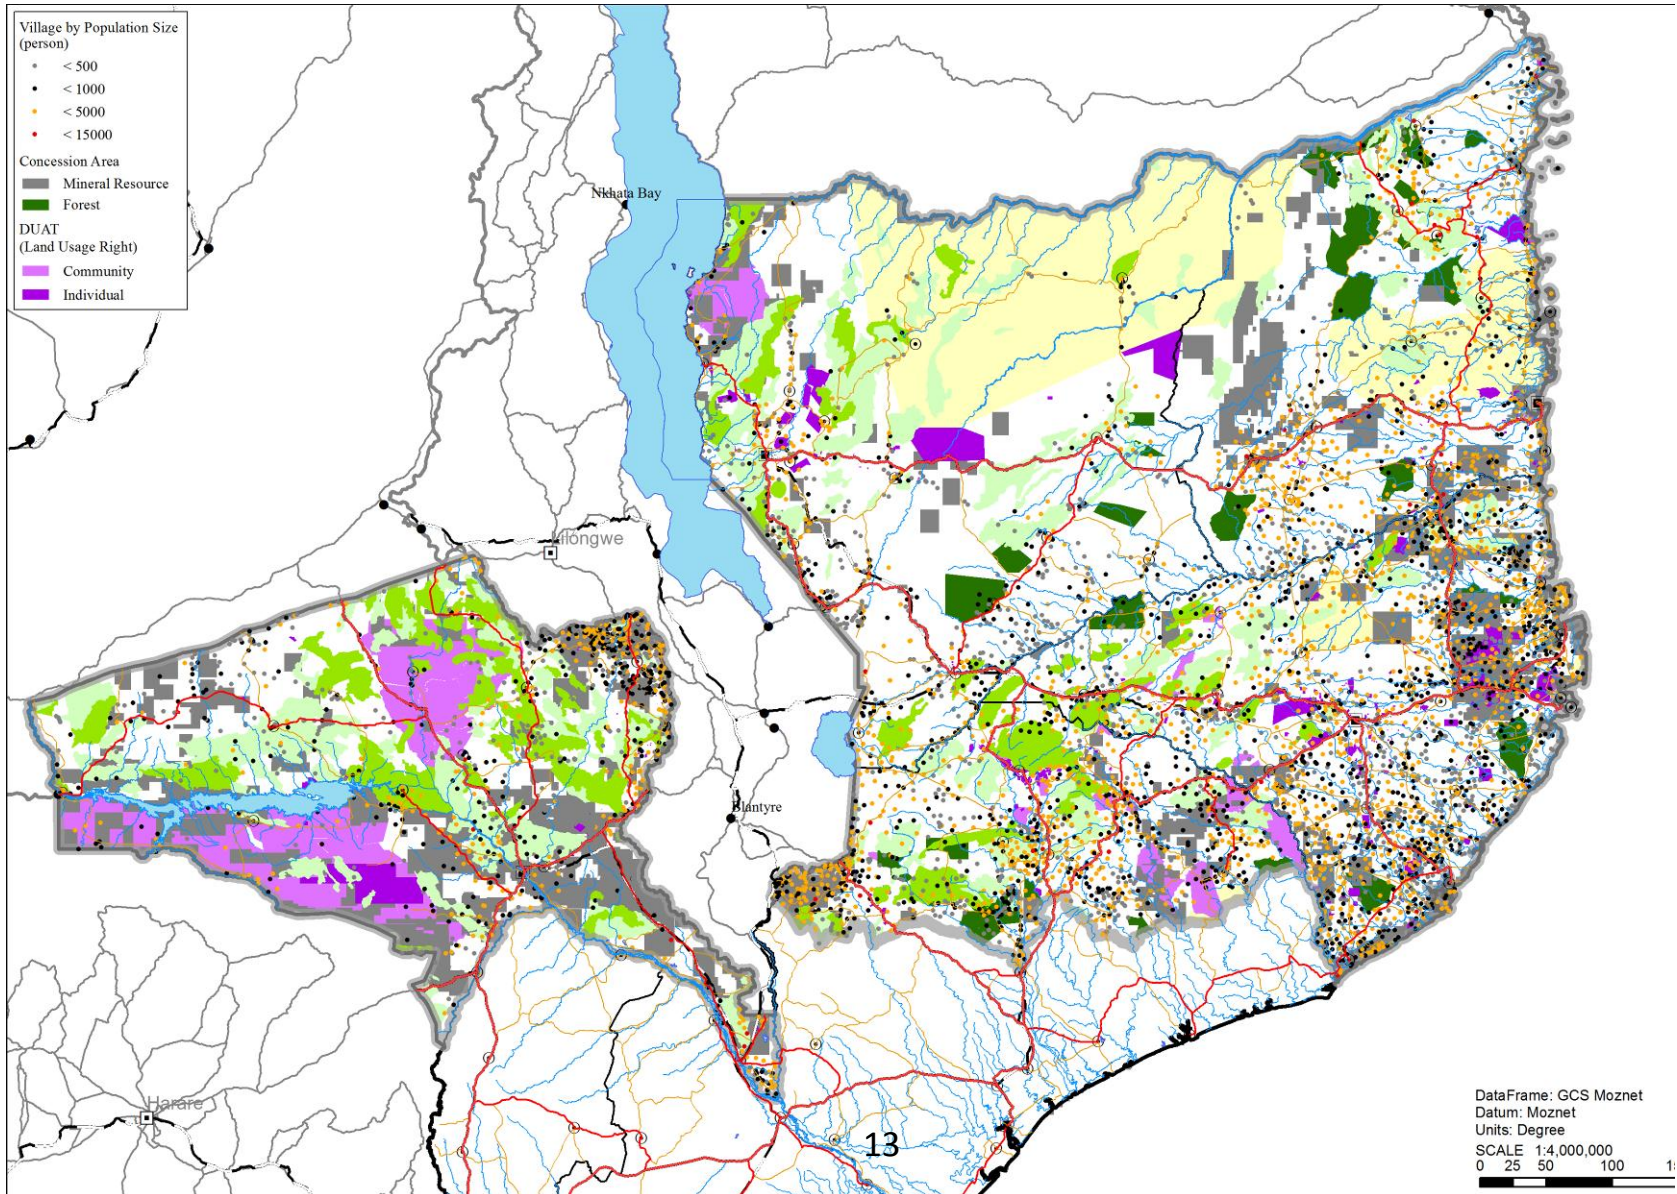 Village by Population Size
(person)
< 500
< 1000
< 5000
< 15000
Concession Area
Mineral Resource
Forest
DUAT
(Land Usage Right)
Community
Individual
Nkhata Bay
Lilongwe
Blantyre
Harare
13
DataFrame: GCS Moznet
Datum: Moznet
Units: Degree
SCALE 1:4,000,000
0 25 50 100 15